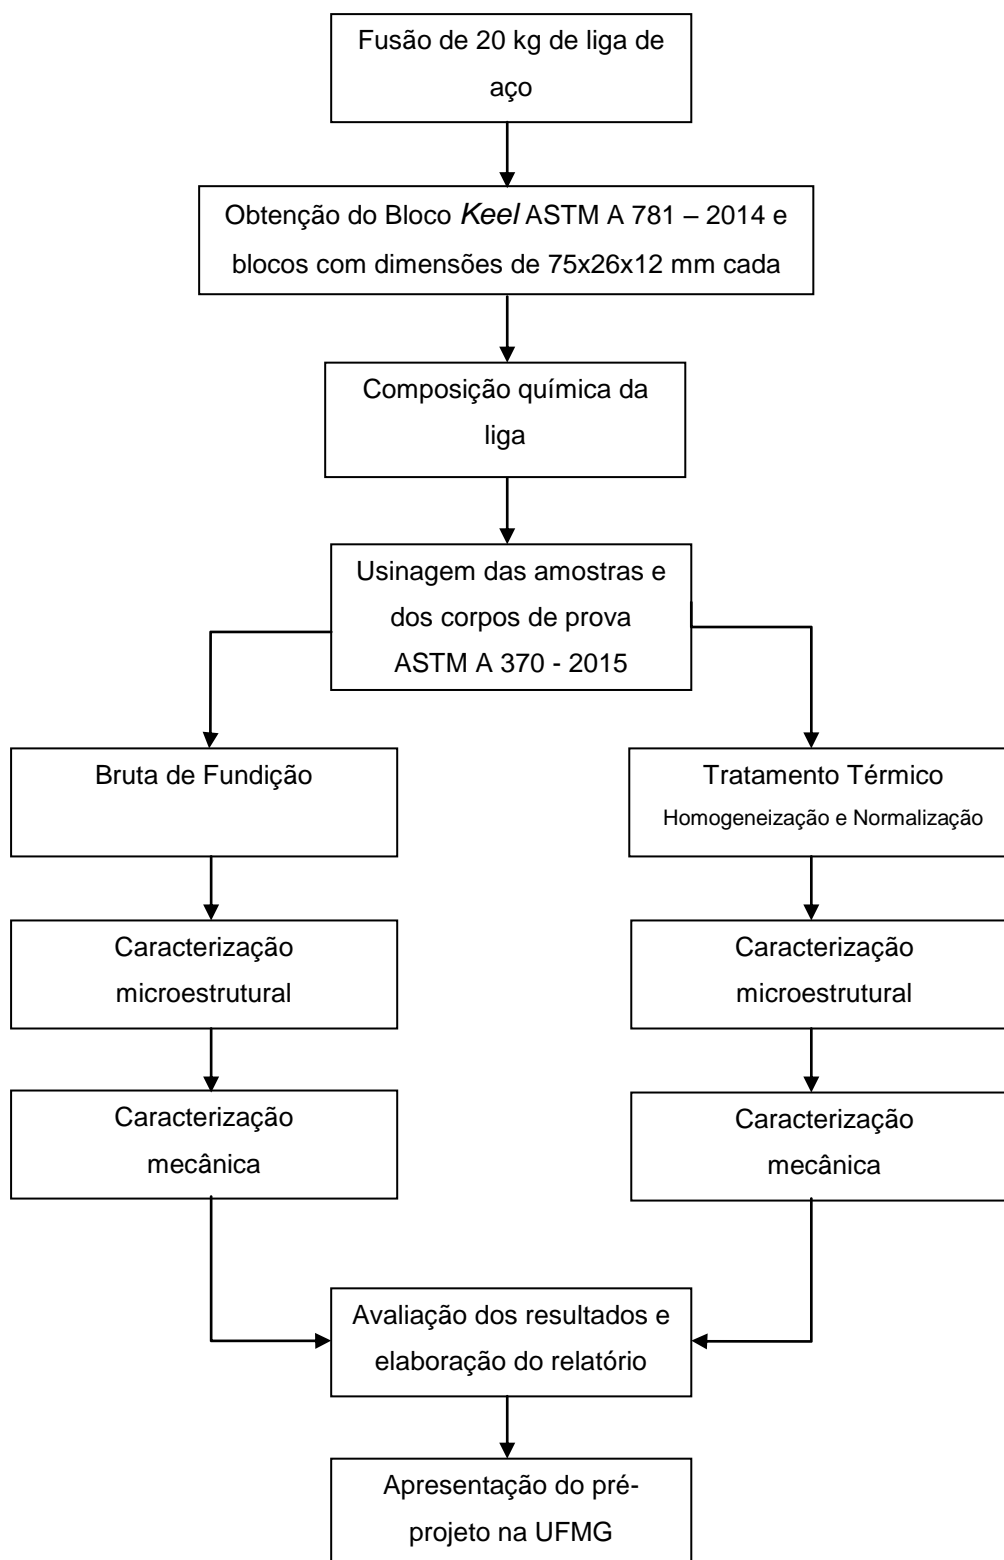 Fusão de 20 kg de liga de
aço
Obtenção do Bloco Keel ASTM A 781 – 2014 e
blocos com dimensões de 75x26x12 mm cada
Composição química da
liga
Usinagem das amostras e
dos corpos de prova
ASTM A 370 - 2015
Bruta de Fundição
Tratamento Térmico
Homogeneização e Normalização
Caracterização
microestrutural
Caracterização
microestrutural
Caracterização
mecânica
Caracterização
mecânica
Avaliação dos resultados e
elaboração do relatório
Apresentação do pré-
projeto na UFMG